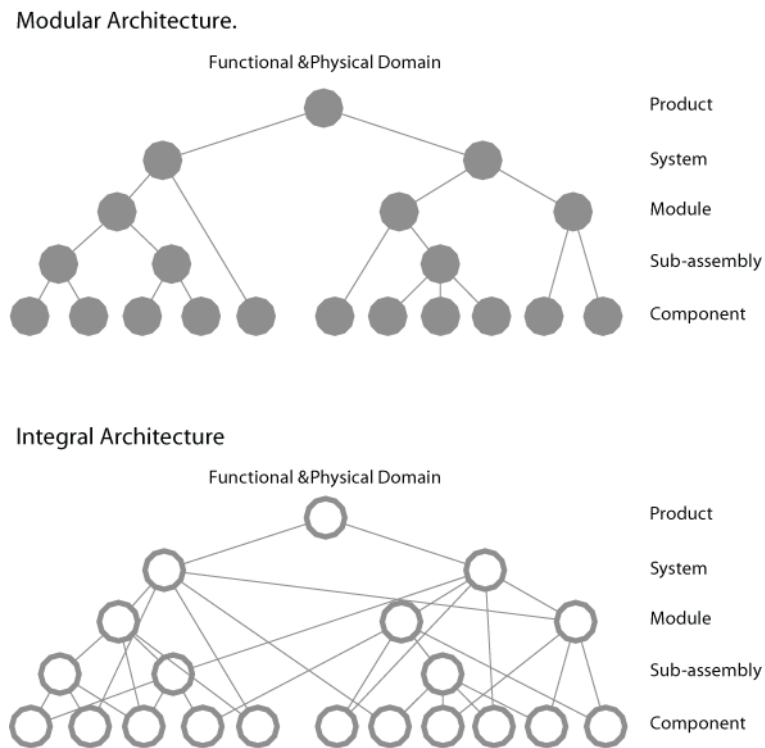 Modular Architecture.
Functional &Physical Domain
Product
System
Module
Sub-assembly
Component
Integral Architecture
Functional &Physical Domain
Product
System
Module
Sub-assembly
Component